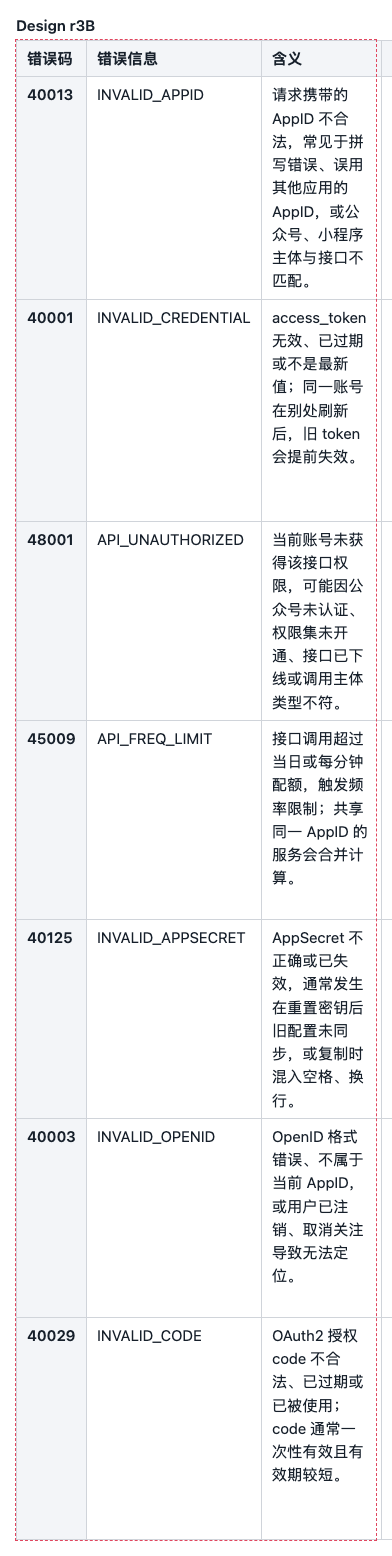 Design r3B
错误码 错误信息 含义
40013 INVALID_APPID 请求携带的
AppID 不合
法，常见于拼
写错误、误用
其他应用的
AppID，或公
众号、小程序
主体与接口不
匹配。
40001 INVALID_CREDENTIAL access_token
无效、已过期
或不是最新
值；同一账号
在别处刷新
后，旧 token
会提前失效。
48001 API_UNAUTHORIZED 当前账号未获
得该接口权
限，可能因公
众号未认证、
权限集未开
通、接口已下
线或调用主体
类型不符。
45009 API_FREQ_LIMIT 接口调用超过
当日或每分钟
配额，触发频
率限制；共享
同一 AppID 的
服务会合并计
算。
40125 INVALID_APPSECRET AppSecret 不
正确或已失
效，通常发生
在重置密钥后
旧配置未同
步，或复制时
混入空格、换
行。
40003 INVALID_OPENID OpenID 格式
错误、不属于
当前 AppID，
或用户已注
销、取消关注
导致无法定
位。
40029 INVALID_CODE OAuth2 授权
code 不合
法、已过期或
已被使用；
code 通常一
次性有效且有
效期较短。